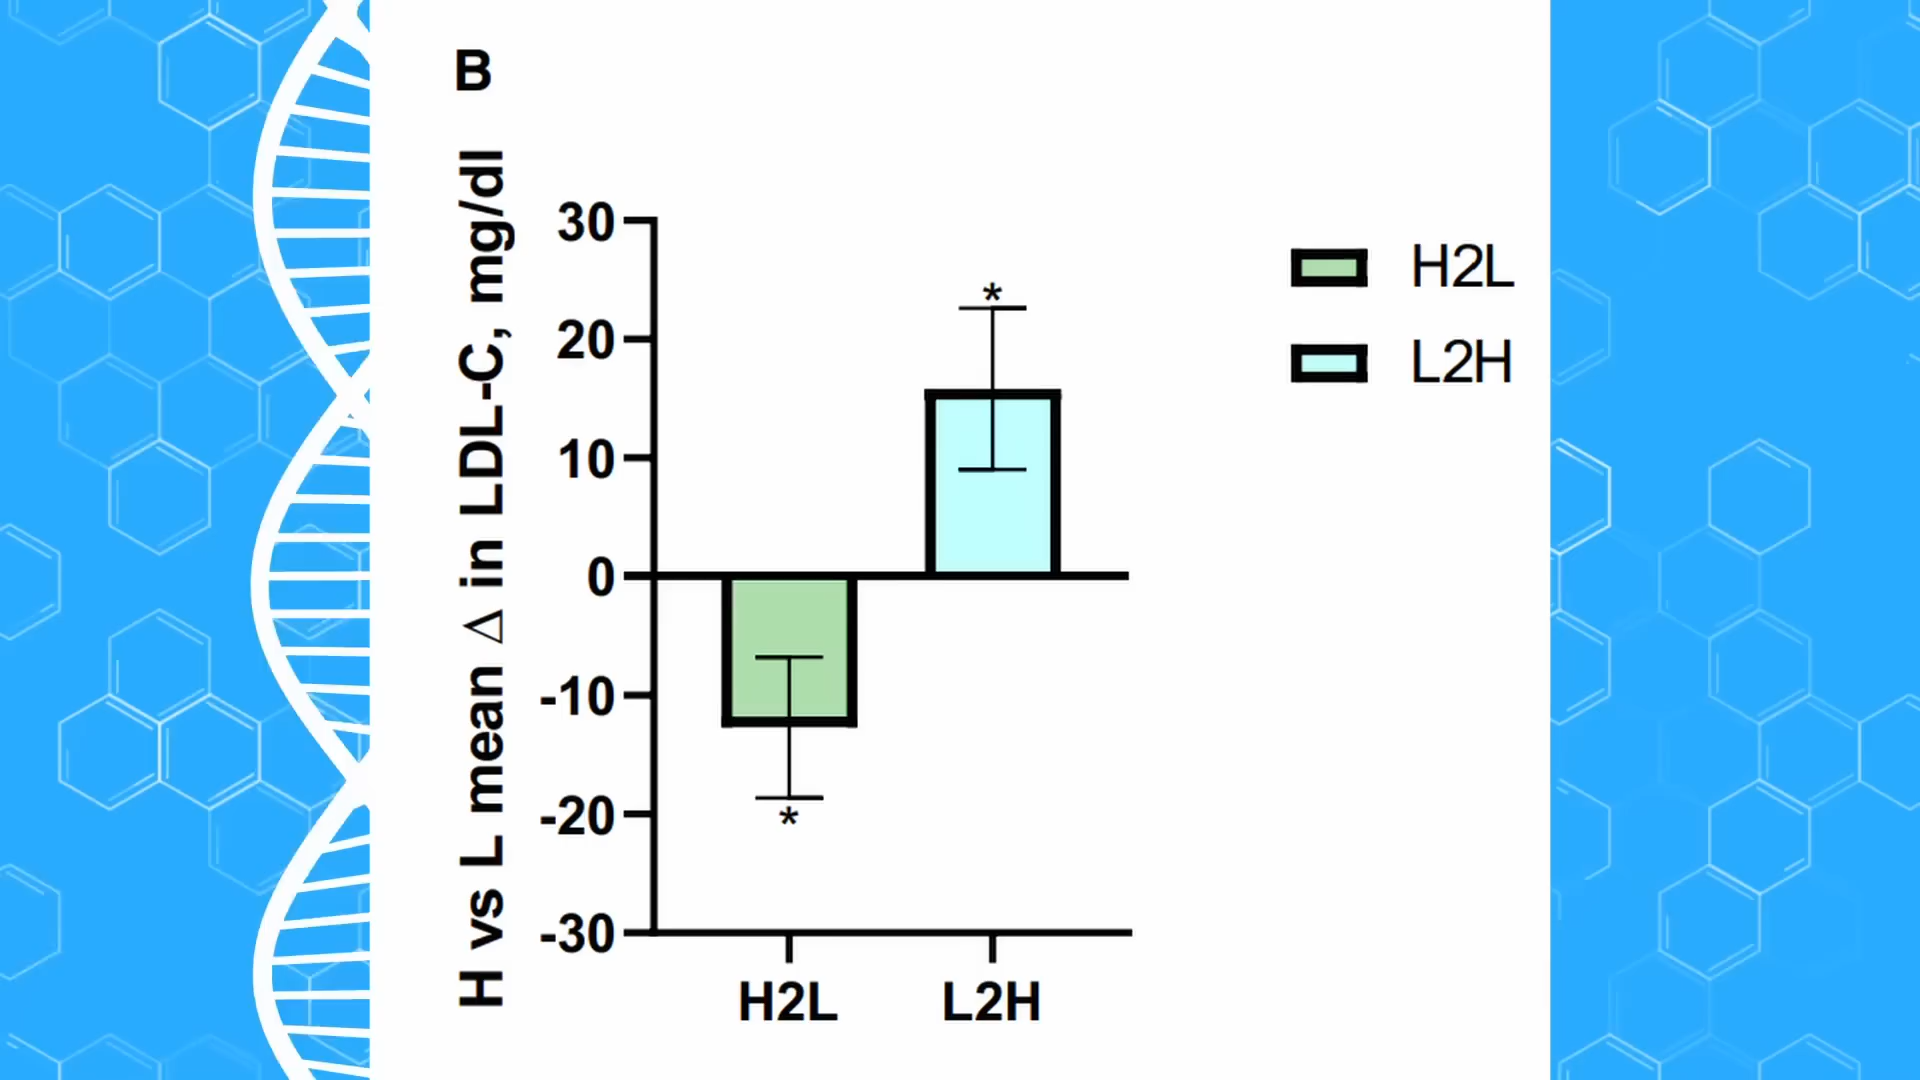 B
H vs L mean Δ in LDL-C, mg/dl
30
20
10
0
-10
-20
-30
*
*
H2L
L2H
H2L
L2H